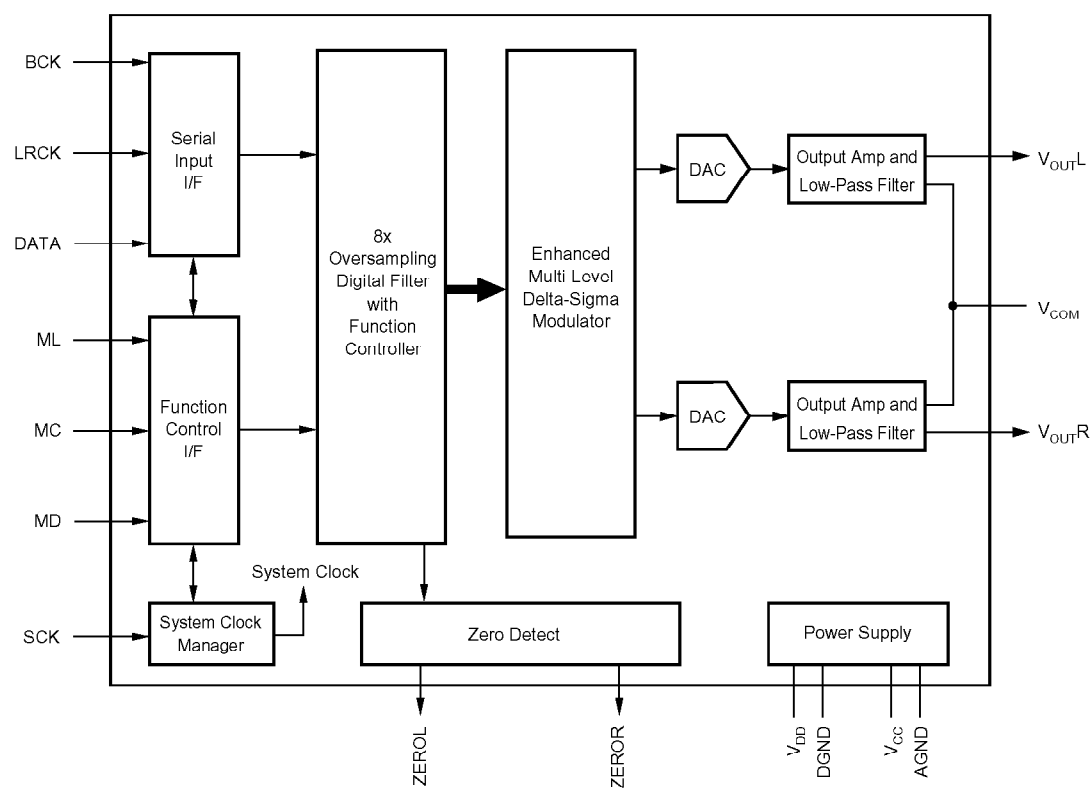 BCK
LRCK
DATA
ML
MC
MD
SCK
Serial
Input
I/F
Function
Control
I/F
System Clock
Manager
System Clock
8x
Oversampling
Digital Filter
with
Function
Controller
Enhanced
Multi Level
Delta-Sigma
Modulator
DAC
Output Amp and
Low-Pass Filter
DAC
Output Amp and
Low-Pass Filter
VOUTL
VCOM
VOUTR
Zero Detect
Power Supply
ZEROL
ZEROR
VDD
DGND
VCC
AGND